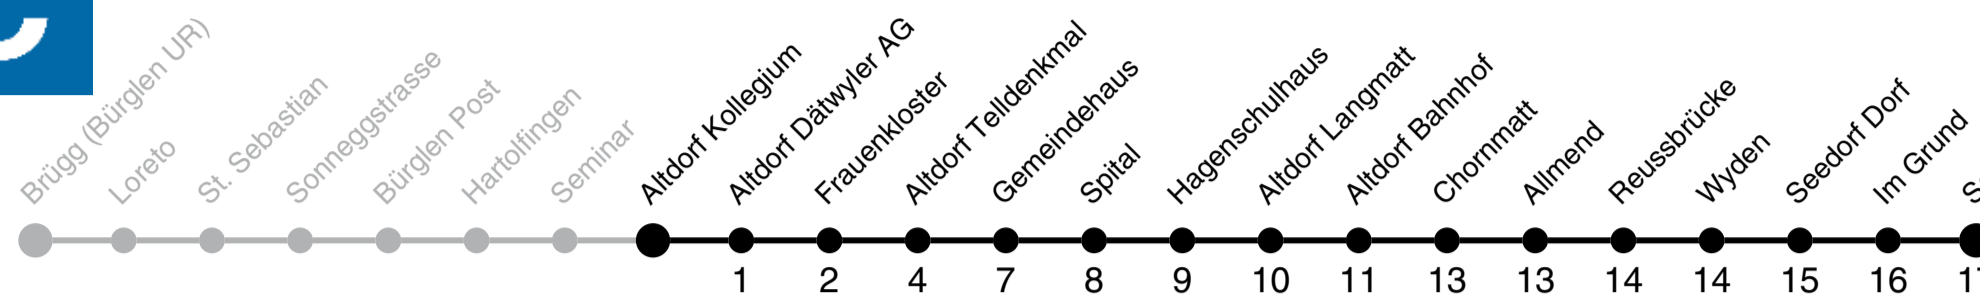 Brügg (Bürglen UR)
Loreto
St. Sebastian
Sonneggstrasse
Bürglen Post
Hartolfingen
Seminar
Altdorf Kollegium
Altdorf Dätwyler AG
Frauenkloster
Altdorf Telldenkmal
Gemeindehaus
Spital
Hagenschulhaus
Altdorf Langmatt
Altdorf Bahnhof
Chornmatt
Allmend
Reussbrücke
Wyden
Seedorf Dorf
Im Grund
1 2 4 7 8 9 10 11 13 13 14 14 15 16